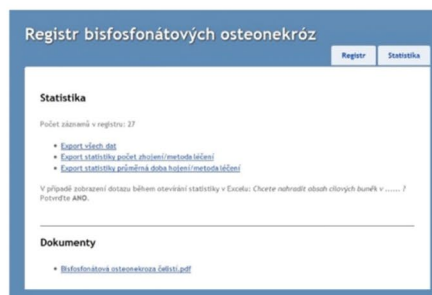 Registr bisfosfonátových osteonekróz
Registr Statistika
Statistika
Počet záznamů v registru: 27
Export všech dat
Export statistiky počet zhojení/metoda léčení
Export statistiky průměrná doba hojení/metoda léčení
V případě zobrazení dotazu během otevírání statistiky v Excelu: Chcete nahradit obsah cílových buněk v ...... ?
Potvrďte ANO.
Dokumenty
Bisfosfonátová osteonekroza čelistí.pdf